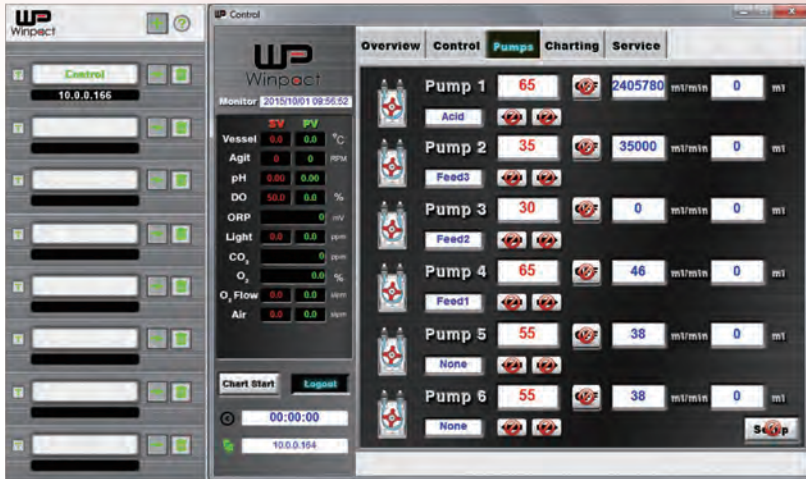 WP
Winpact
?
T
Control
10.0.0.166
T
T
T
T
T
T
T
WP Control
WP
Winpact
Monitor 2015/10/01 09:56:52
SV PV
Vessel 0.0 0.0 °C
Agit 0 0 RPM
pH 0.00 0.00
DO 50.0 0.0 %
ORP 0 mV
Light 0.0 0.0 ppm
CO₂ 0 ppm
O₂ 0.0 %
O₂ Flow 0.0 0.0
Air 0.0 0.0
Chart Start Logout
00:00:00
10.0.0.164
Overview Control Pumps Charting Service
Pump 1 65 2405780 ml/min 0 ml
Acid
Pump 2 35 35000 ml/min 0 ml
Feed3
Pump 3 30 0 ml/min 0 ml
Feed2
Pump 4 65 46 ml/min 0 ml
Feed1
Pump 5 55 38 ml/min 0 ml
None
Pump 6 55 38 ml/min 0 ml
None